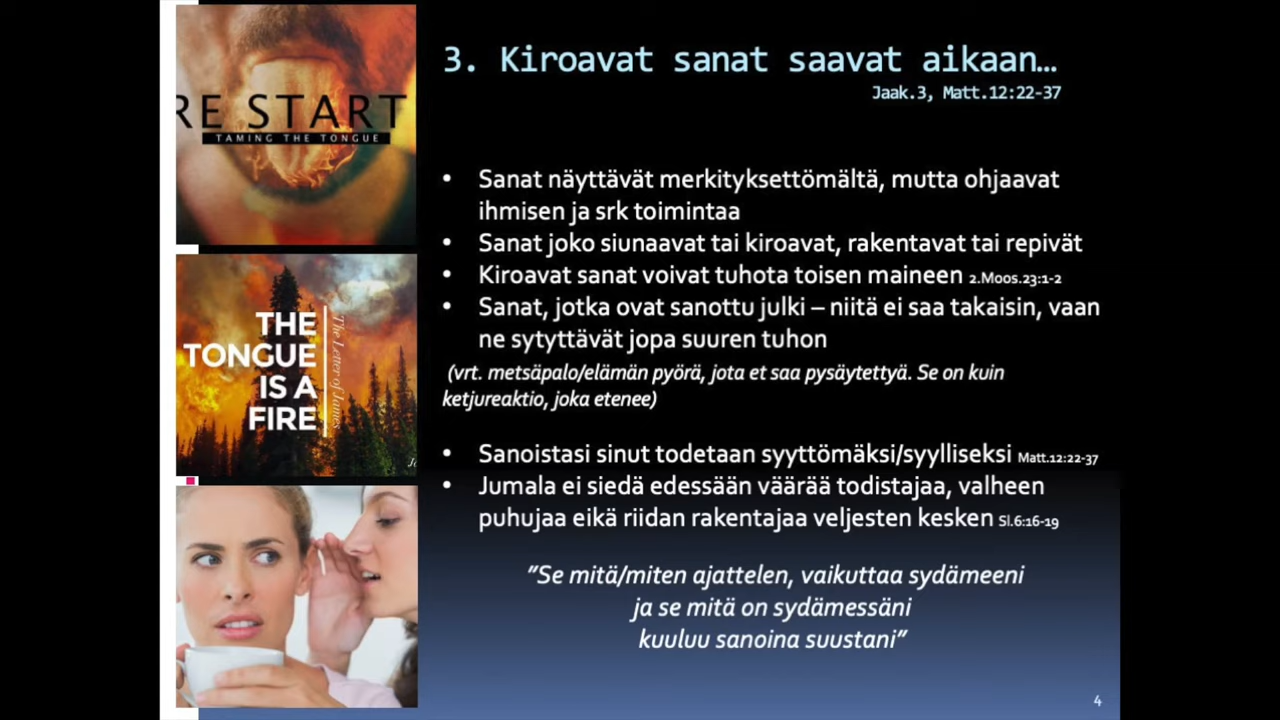 RE START
TAMING THE TONGUE
THE
TONGUE
IS A
FIRE
The Letter of James
3. Kiroavat sanat saavat aikaan…
Jaak.3, Matt.12:22-37
• Sanat näyttävät merkityksettömältä, mutta ohjaavat
ihmisen ja srk toimintaa
• Sanat joko siunaavat tai kiroavat, rakentavat tai repivät
• Kiroavat sanat voivat tuhota toisen maineen 2.Moos.23:1-2
• Sanat, jotka ovat sanottu julki – niitä ei saa takaisin, vaan
ne sytyttävät jopa suuren tuhon
(vrt. metsäpalo/elämän pyörä, jota et saa pysäytettyä. Se on kuin
ketjureaktio, joka etenee)
• Sanoistasi sinut todetaan syyttömäksi/syylliseksi Matt.12:22-37
• Jumala ei siedä edessään väärää todistajaa, valheen
puhujaa eikä riidan rakentajaa veljesten kesken Sl.6:16-19
”Se mitä/miten ajattelen, vaikuttaa sydämeeni
ja se mitä on sydämessäni
kuuluu sanoina suustani”
4